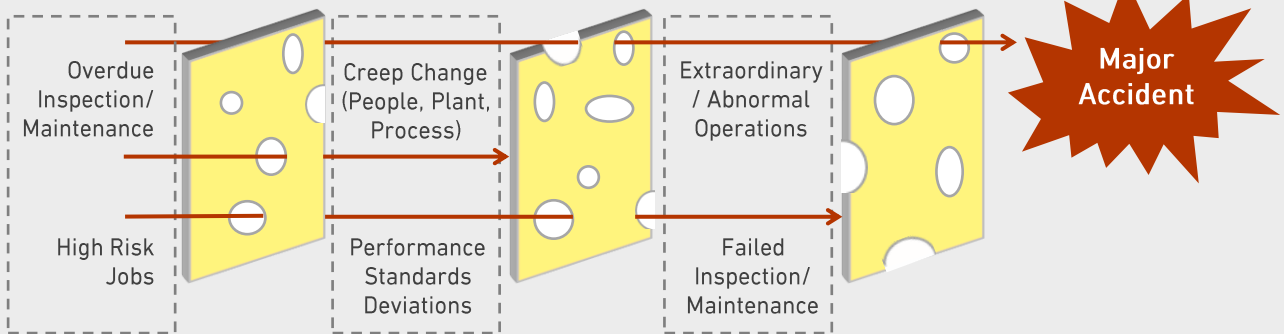 Overdue
Inspection/
Maintenance
High Risk
Jobs
Creep Change
(People, Plant,
Process)
Performance
Standards
Deviations
Extraordinary
/ Abnormal
Operations
Failed
Inspection/
Maintenance
Major
Accident